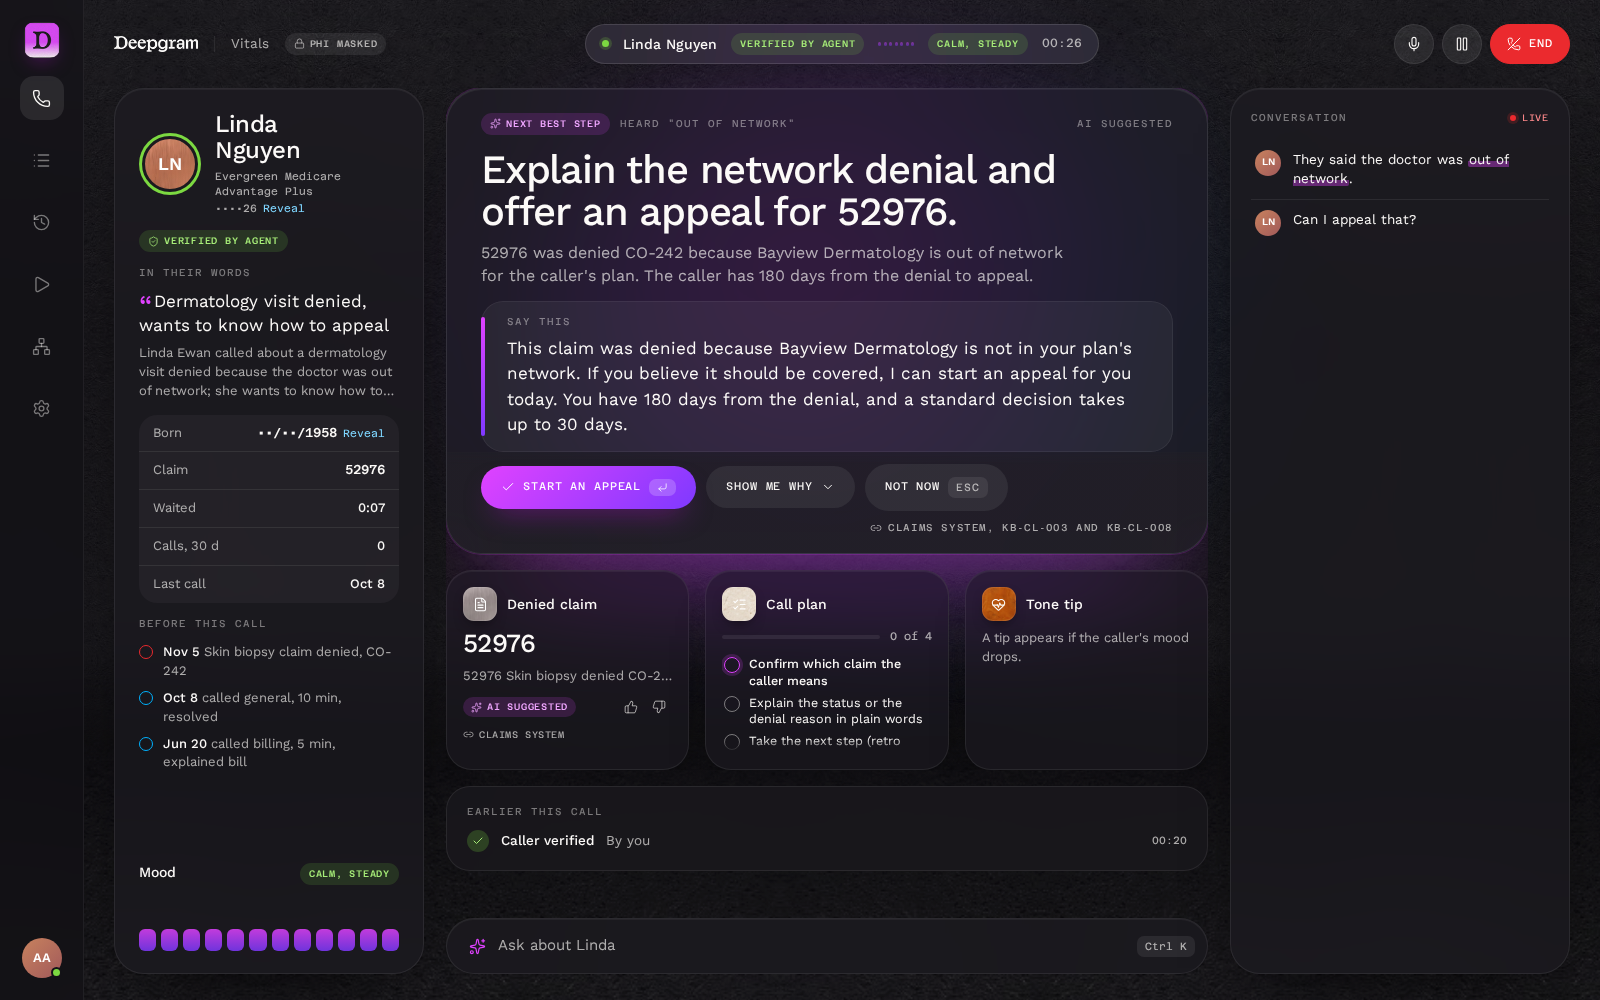 D
Deepgram
Vitals
PHI MASKED
Linda Nguyen
VERIFIED BY AGENT
CALM, STEADY
00:26
END
LN
Linda
Nguyen
Evergreen Medicare
Advantage Plus
••••26 Reveal
VERIFIED BY AGENT
IN THEIR WORDS
“Dermatology visit denied,
wants to know how to appeal
Linda Ewan called about a dermatology
visit denied because the doctor was out
of network; she wants to know how to…
Born ••/••/1958 Reveal
Claim 52976
Waited 0:07
Calls, 30 d 0
Last call Oct 8
BEFORE THIS CALL
Nov 5 Skin biopsy claim denied, CO-
242
Oct 8 called general, 10 min,
resolved
Jun 20 called billing, 5 min,
explained bill
Mood
CALM, STEADY
AA
NEXT BEST STEP
HEARD "OUT OF NETWORK"
AI SUGGESTED
Explain the network denial and
offer an appeal for 52976.
52976 was denied CO-242 because Bayview Dermatology is out of network
for the caller's plan. The caller has 180 days from the denial to appeal.
SAY THIS
This claim was denied because Bayview Dermatology is not in your plan's
network. If you believe it should be covered, I can start an appeal for you
today. You have 180 days from the denial, and a standard decision takes
up to 30 days.
START AN APPEAL
SHOW ME WHY
NOT NOW ESC
CLAIMS SYSTEM, KB-CL-003 AND KB-CL-008
Denied claim
52976
52976 Skin biopsy denied CO-2…
AI SUGGESTED
CLAIMS SYSTEM
Call plan
0 of 4
Confirm which claim the
caller means
Explain the status or the
denial reason in plain words
Take the next step (retro
Tone tip
A tip appears if the caller's mood
drops.
EARLIER THIS CALL
Caller verified By you 00:20
Ask about Linda
Ctrl K
CONVERSATION
LIVE
LN
They said the doctor was out of
network.
LN
Can I appeal that?